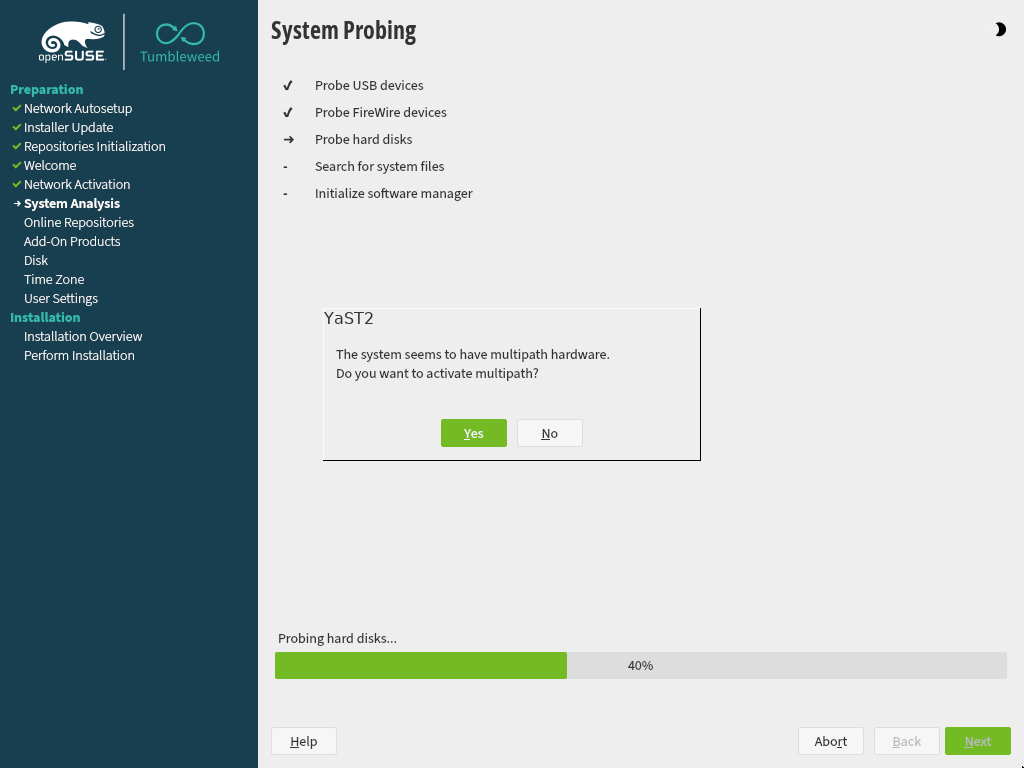 openSUSE
Tumbleweed
Preparation
Network Autosetup
Installer Update
Repositories Initialization
Welcome
Network Activation
System Analysis
Online Repositories
Add-On Products
Disk
Time Zone
User Settings
Installation
Installation Overview
Perform Installation
System Probing
Probe USB devices
Probe FireWire devices
Probe hard disks
- Search for system files
- Initialize software manager
YaST2
The system seems to have multipath hardware.
Do you want to activate multipath?
Yes No
Probing hard disks...
40%
Help Abort Back Next